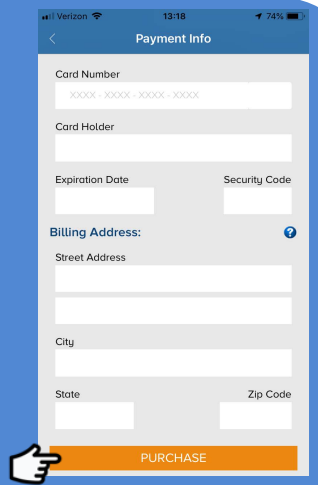 Verizon 13:18 74%
Payment Info
Card Number
XXXX - XXXX - XXXX - XXXX
Card Holder
Expiration Date Security Code
Billing Address: ?
Street Address
City
State Zip Code
PURCHASE